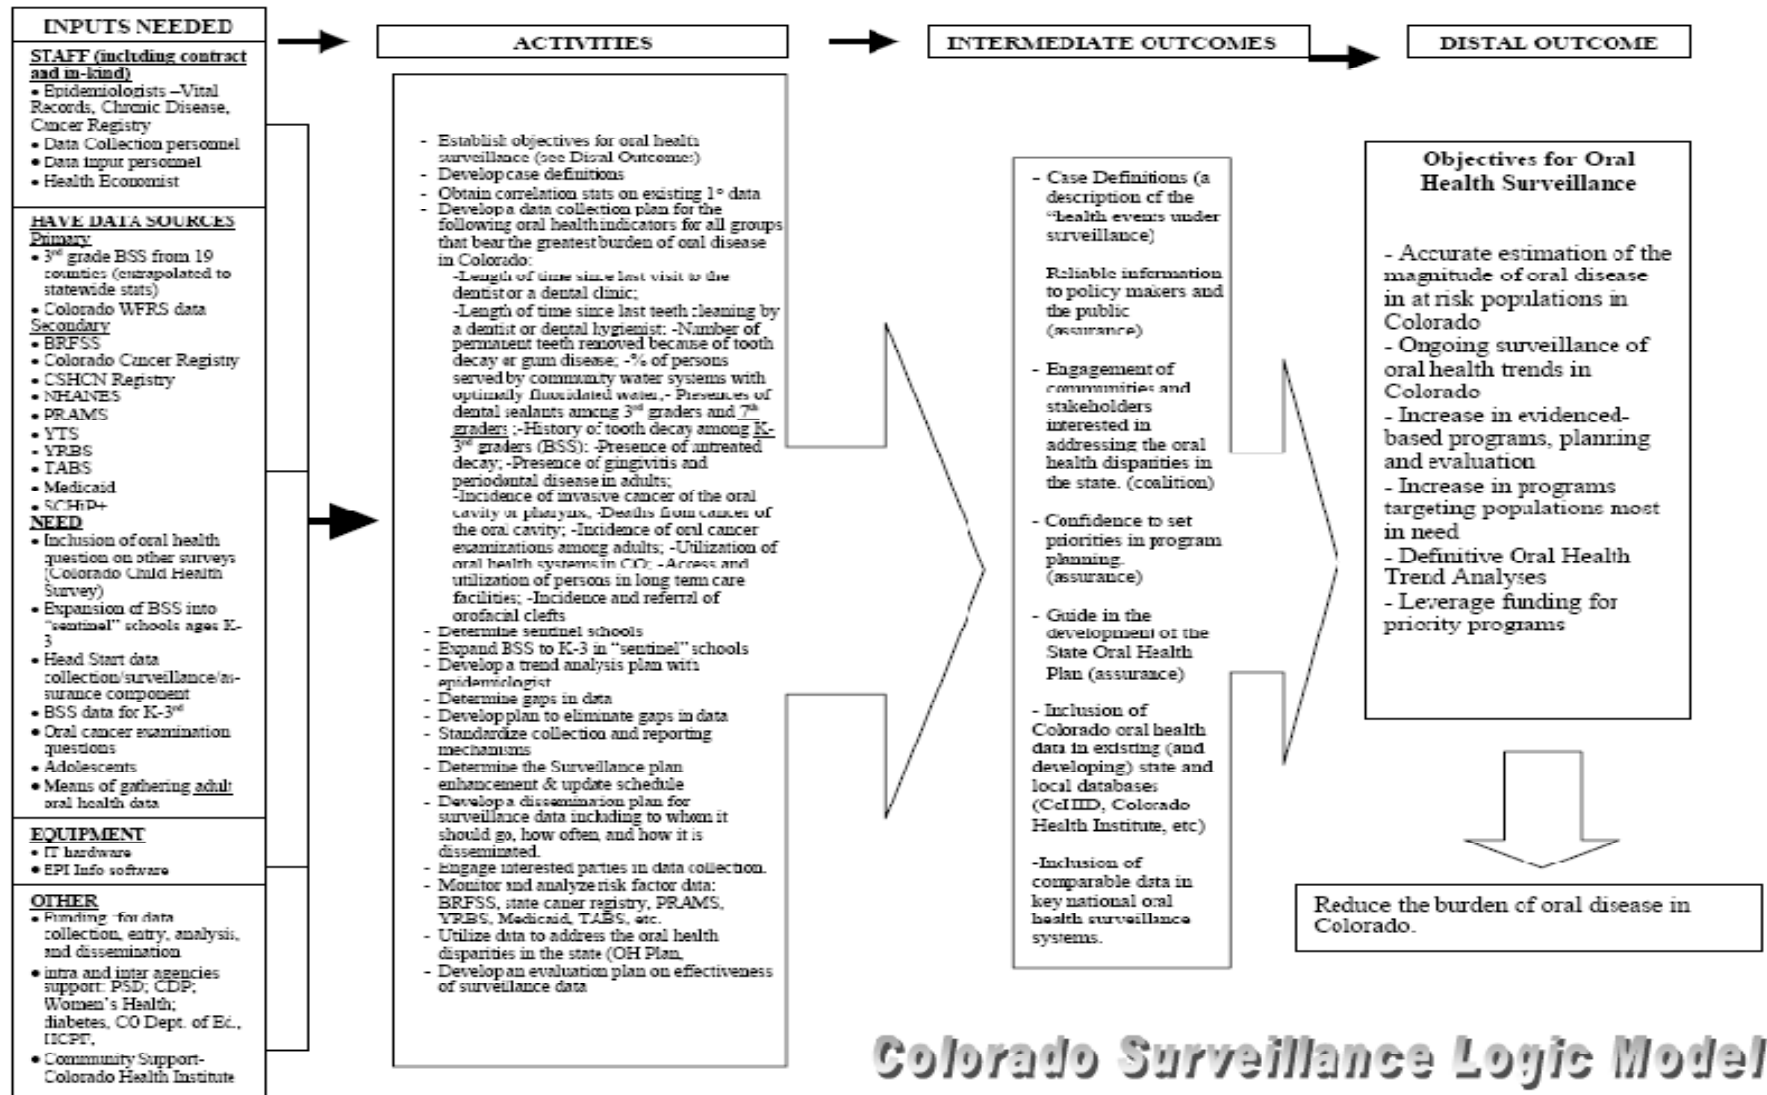 INPUTS NEEDED
STAFF (including contract
and in-kind)
• Epidemiologists –Vital
Records, Chronic Disease,
Cancer Registry
• Data Collection personnel
• Data input personnel
• Health Economist
HAVE DATA SOURCES
Primary
• 3rd grade BSS from 19
counties (extrapolated to
statewide stats)
• Colorado WFRS data
Secondary
• BRFSS
• Colorado Cancer Registry
• CSHCN Registry
• NHANES
• PRAMS
• YTS
• YRBS
• TABS
• Medicaid
• SCHiP+
NEED
• Inclusion of oral health
question on other surveys
(Colorado Child Health
Survey)
• Expansion of BSS into
"sentinel" schools ages K-
3
• Head Start data
collection/surveillance/as-
surance component
• BSS data for K-3rd
• Oral cancer examination
questions
• Adolescents
• Means of gathering adult
oral health data
EQUIPMENT
• IT hardware
• EPI Info software
OTHER
• Funding :for data
collection, entry, analysis,
and dissemination
• intra and inter agencies
support: PSD; CDP;
Women's Health;
diabetes, CO Dept. of Ed.,
HCPF,
• Community Support-
Colorado Health Institute
ACTIVITIES
- Establish objectives for oral health
surveillance (see Distal Outcomes)
- Develop case definitions
- Obtain correlation stats on existing 1° data
- Develop a data collection plan for the
following oral health indicators for all groups
that bear the greatest burden of oral disease
in Colorado:
-Length of time since last visit to the
dentist or a dental clinic;
-Length of time since last teeth cleaning by
a dentist or dental hygienist; -Number of
permanent teeth removed because of tooth
decay or gum disease; -% of persons
served by community water systems with
optimally fluoridated water;- Presences of
dental sealants among 3rd graders and 7th
graders ;-History of tooth decay among K-
3rd graders (BSS); -Presence of untreated
decay; -Presence of gingivitis and
periodontal disease in adults;
-Incidence of invasive cancer of the oral
cavity or pharynx; -Deaths from cancer of
the oral cavity; -Incidence of oral cancer
examinations among adults; -Utilization of
oral health systems in CO; -Access and
utilization of persons in long term care
facilities; -Incidence and referral of
orofacial clefts
- Determine sentinel schools
- Expand BSS to K-3 in "sentinel" schools
- Develop a trend analysis plan with
epidemiologist
- Determine gaps in data
- Develop plan to eliminate gaps in data
- Standardize collection and reporting
mechanisms
- Determine the Surveillance plan
enhancement & update schedule
- Develop a dissemination plan for
surveillance data including to whom it
should go, how often, and how it is
disseminated.
- Engage interested parties in data collection.
- Monitor and analyze risk factor data:
BRFSS, state caner registry, PRAMS,
YRBS, Medicaid, TABS, etc.
- Utilize data to address the oral health
disparities in the state (OH Plan,
- Develop an evaluation plan on effectiveness
of surveillance data
INTERMEDIATE OUTCOMES
- Case Definitions (a
description of the
"health events under
surveillance)
Reliable information
to policy makers and
the public
(assurance)
- Engagement of
communities and
stakeholders
interested in
addressing the oral
health disparities in
the state. (coalition)
- Confidence to set
priorities in program
planning.
(assurance)
- Guide in the
development of the
State Oral Health
Plan (assurance)
- Inclusion of
Colorado oral health
data in existing (and
developing) state and
local databases
(CoHID, Colorado
Health Institute, etc)
-Inclusion of
comparable data in
key national oral
health surveillance
systems.
DISTAL OUTCOME
Objectives for Oral
Health Surveillance
- Accurate estimation of the
magnitude of oral disease
in at risk populations in
Colorado
- Ongoing surveillance of
oral health trends in
Colorado
- Increase in evidenced-
based programs, planning
and evaluation
- Increase in programs
targeting populations most
in need
- Definitive Oral Health
Trend Analyses
- Leverage funding for
priority programs
Reduce the burden of oral disease in
Colorado.
Colorado Surveillance Logic Model